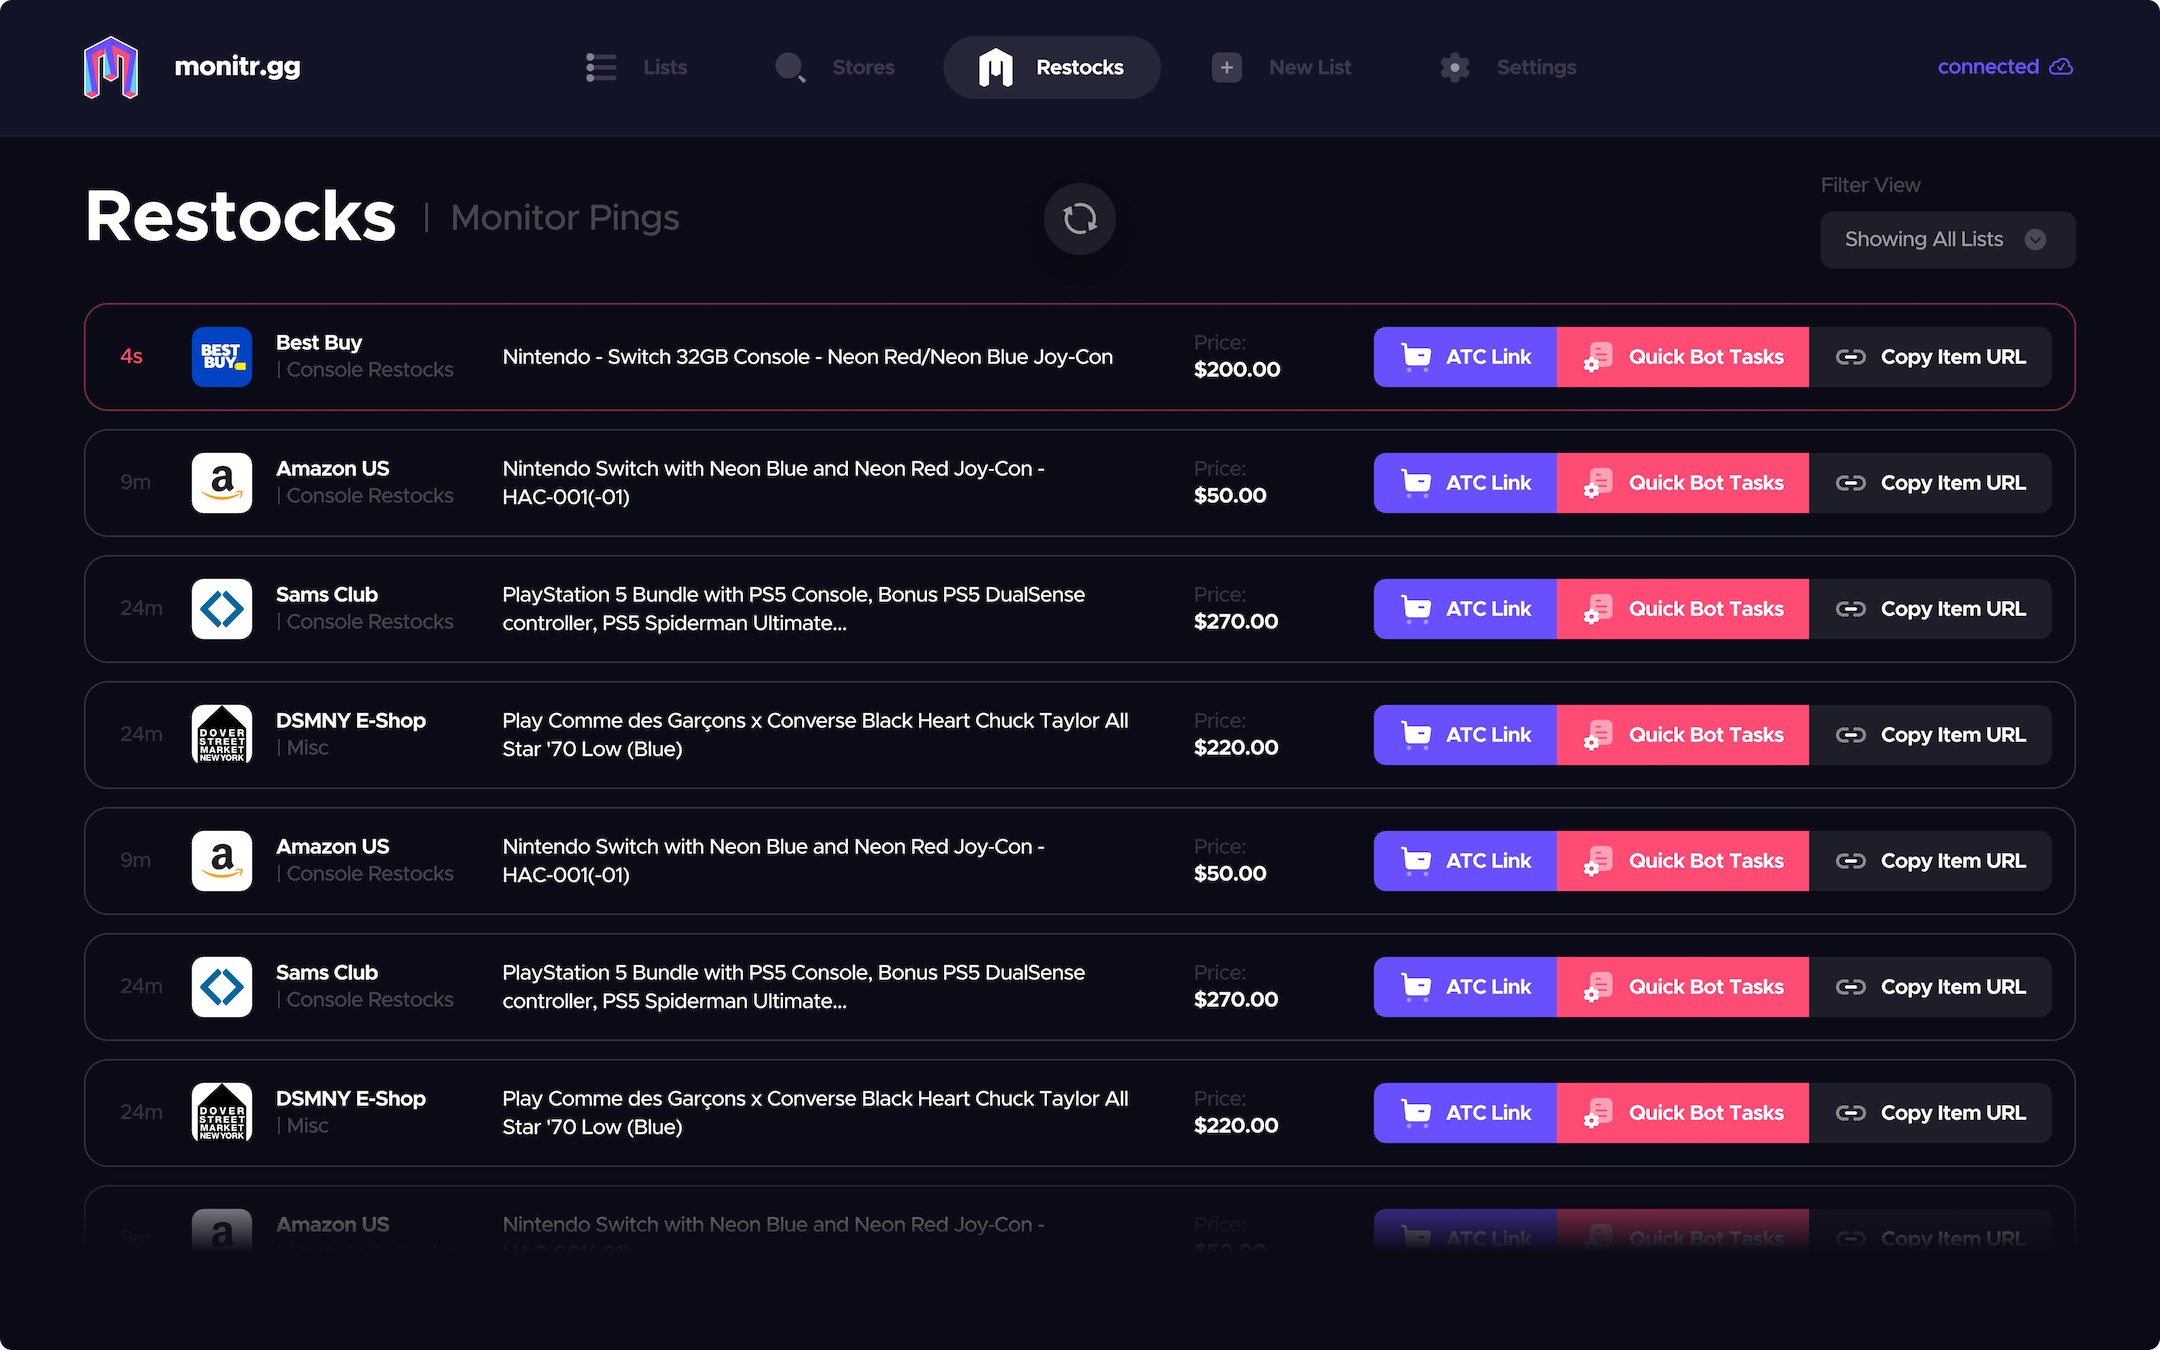 monitr.gg
Lists
Stores
Restocks
New List
Settings
connected
Restocks | Monitor Pings
Filter View
Showing All Lists
4s
BEST
BUY
Best Buy
| Console Restocks
Nintendo - Switch 32GB Console - Neon Red/Neon Blue Joy-Con
Price:
$200.00
ATC Link
Quick Bot Tasks
Copy Item URL
9m
a
Amazon US
| Console Restocks
Nintendo Switch with Neon Blue and Neon Red Joy-Con -
HAC-001(-01)
Price:
$50.00
ATC Link
Quick Bot Tasks
Copy Item URL
24m
Sams Club
| Console Restocks
PlayStation 5 Bundle with PS5 Console, Bonus PS5 DualSense
controller, PS5 Spiderman Ultimate...
Price:
$270.00
ATC Link
Quick Bot Tasks
Copy Item URL
24m
DOVER
STREET
MARKET
NEW YORK
DSMNY E-Shop
| Misc
Play Comme des Garçons x Converse Black Heart Chuck Taylor All
Star '70 Low (Blue)
Price:
$220.00
ATC Link
Quick Bot Tasks
Copy Item URL
9m
a
Amazon US
| Console Restocks
Nintendo Switch with Neon Blue and Neon Red Joy-Con -
HAC-001(-01)
Price:
$50.00
ATC Link
Quick Bot Tasks
Copy Item URL
24m
Sams Club
| Console Restocks
PlayStation 5 Bundle with PS5 Console, Bonus PS5 DualSense
controller, PS5 Spiderman Ultimate...
Price:
$270.00
ATC Link
Quick Bot Tasks
Copy Item URL
24m
DOVER
STREET
MARKET
NEW YORK
DSMNY E-Shop
| Misc
Play Comme des Garçons x Converse Black Heart Chuck Taylor All
Star '70 Low (Blue)
Price:
$220.00
ATC Link
Quick Bot Tasks
Copy Item URL
9m
a
Amazon US
Nintendo Switch with Neon Blue and Neon Red Joy-Con -
Price:
$50.00
ATC Link
Quick Bot Tasks
Copy Item URL